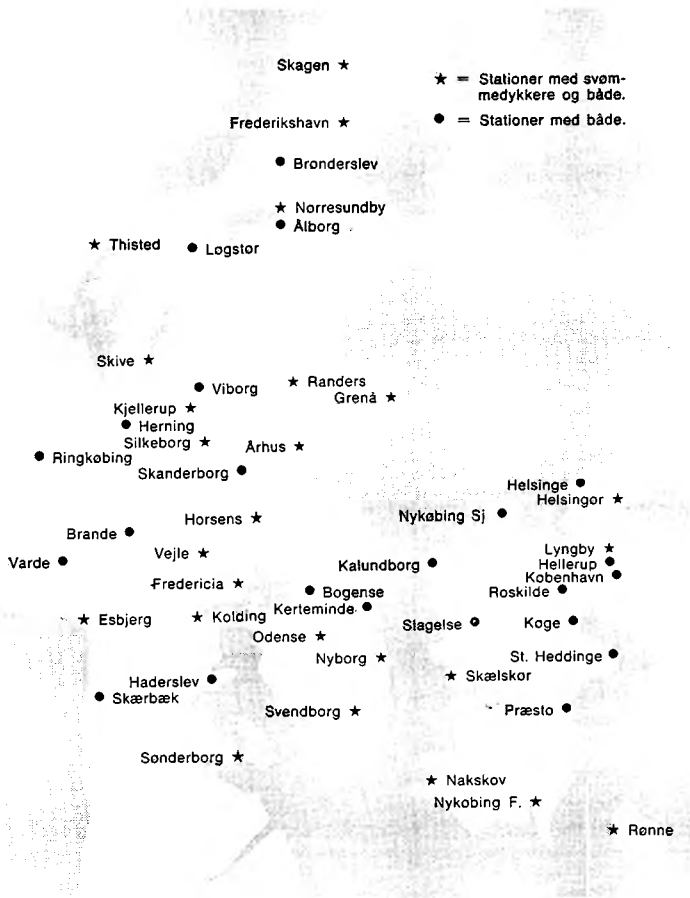 Skagen ★
★ = Stationer med svøm-
medykkere og både.
● = Stationer med både.
Frederikshavn ★
● Brønderslev
★ Nørresundby
● Ålborg
★ Thisted
● Løgstør
Skive ★
● Viborg
★ Randers
Grenå ★
Kjellerup ★
● Herning
Silkeborg ★
Århus ★
● Ringkøbing
Skanderborg ●
Helsinge ●
Helsingør ★
Nykøbing Sj ●
Horsens ★
Brande ●
Vejle ★
Varde ●
Kalundborg ●
Lyngby ★
Hellerup ●
København ●
Fredericia ★
● Bogense
Roskilde ●
Kerteminde ●
★ Esbjerg
★ Kolding
Slagelse ●
Køge ●
Odense ★
Nyborg ★
St. Heddinge ●
★ Skælskør
Haderslev ●
● Skærbæk
Svendborg ★
Præstø ●
Sønderborg ★
★ Nakskov
Nykøbing F. ★
★ Rønne